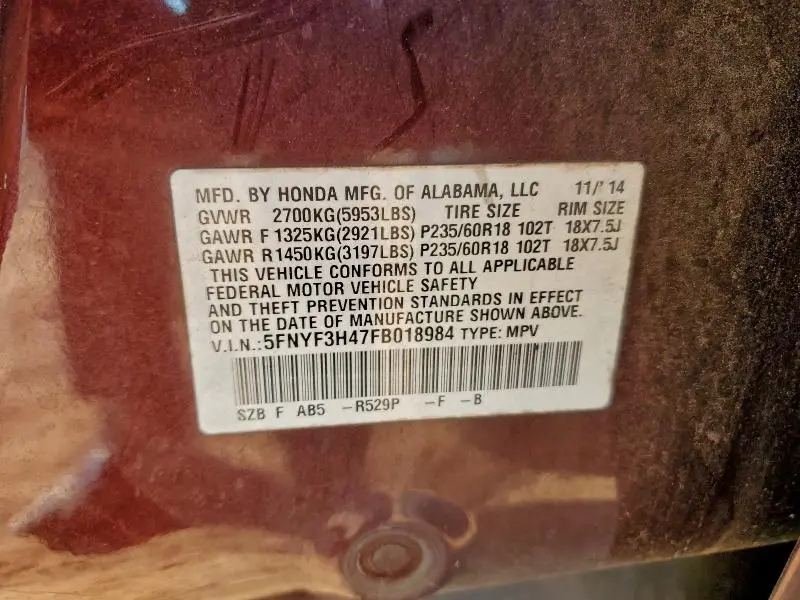 MFD. BY HONDA MFG. OF ALABAMA, LLC 11/'14
GVWR 2700KG(5953LBS) TIRE SIZE RIM SIZE
GAWR F 1325KG(2921LBS) P235/60R18 102T 18X7.5J
GAWR R1450KG(3197LBS) P235/60R18 102T 18X7.5J
THIS VEHICLE CONFORMS TO ALL APPLICABLE
FEDERAL MOTOR VEHICLE SAFETY
AND THEFT PREVENTION STANDARDS IN EFFECT
ON THE DATE OF MANUFACTURE SHOWN ABOVE.
V.I.N.:5FNYF3H47FB018984 TYPE: MPV
SZB F AB5 -R529P -F -B